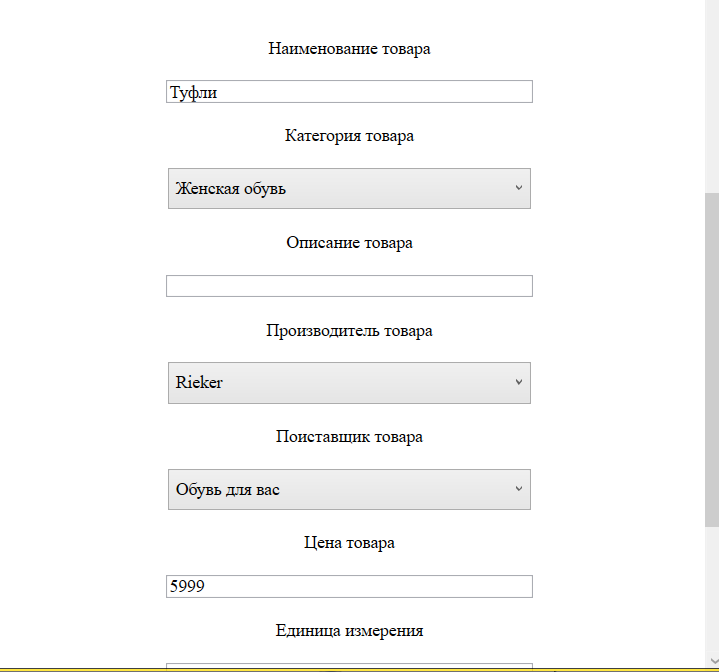 Наименование товара
Туфли
Категория товара
Женская обувь
Описание товара
Производитель товара
Rieker
Поиставщик товара
Обувь для вас
Цена товара
5999
Единица измерения